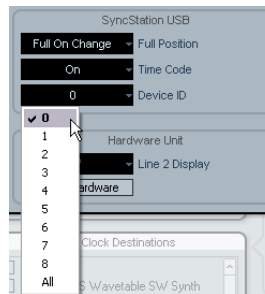 SyncStation USB
Full On Change Full Position
On Time Code
0 Device ID
✓ 0
1
2
3
4
5
6
7
8
All
Hardware Unit
Line 2 Display
ardware
Clock Destinations
S Wavetable SW Synth